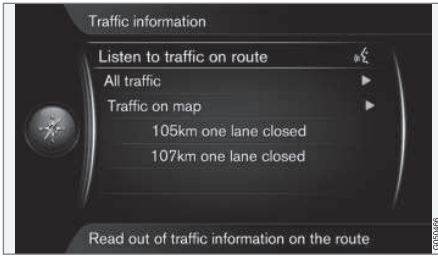 Traffic information
Listen to traffic on route
All traffic
Traffic on map
105km one lane closed
107km one lane closed
Read out of traffic information on the route
G050466